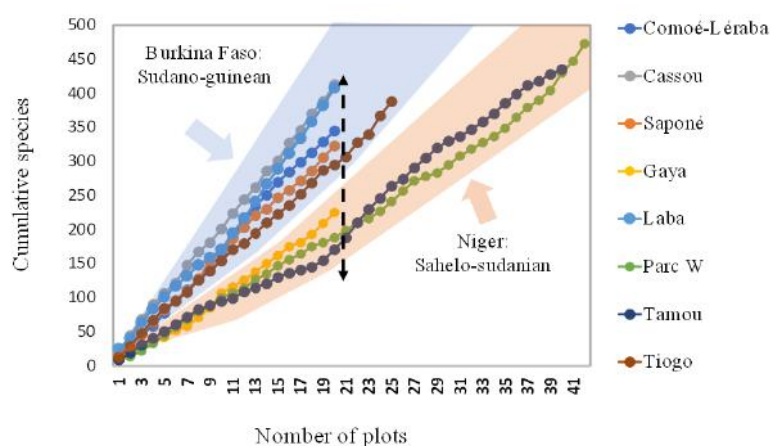 500
450
400
350
300
250
200
150
100
50
0
Cumulative species
Burkina Faso:
Sudano-guinean
Niger:
Sahelo-sudanian
1 3 5 7 9 11 13 15 17 19 21 23 25 27 29 31 33 35 37 39 41
Nomber of plots
Comoé-Léraba
Cassou
Saponé
Gaya
Laba
Parc W
Tamou
Tiogo